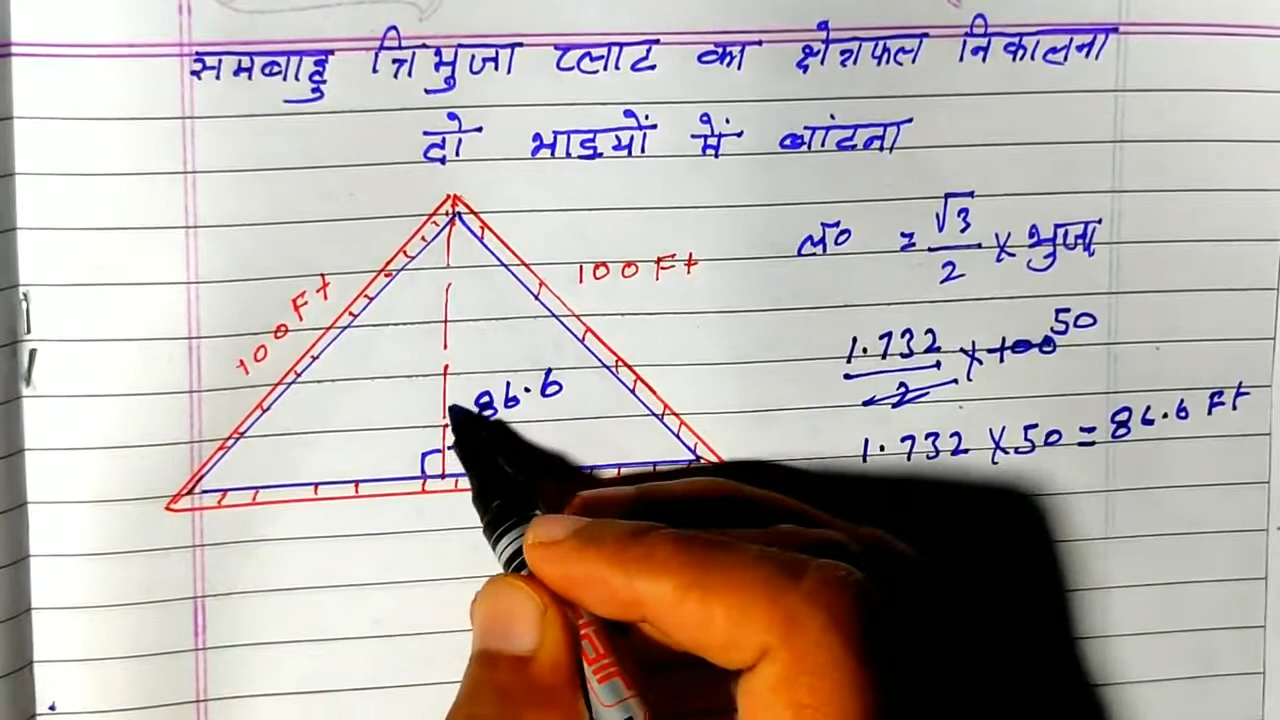 समबाहु त्रिभुजा प्लाट का क्षेत्रफल निकालना
दो भाइयों में बांटना
लं० = √3/2 × भुजा
100 Ft
100 Ft
1.732/2 × 100 50
86.6
1.732 × 50 = 86.6 Ft